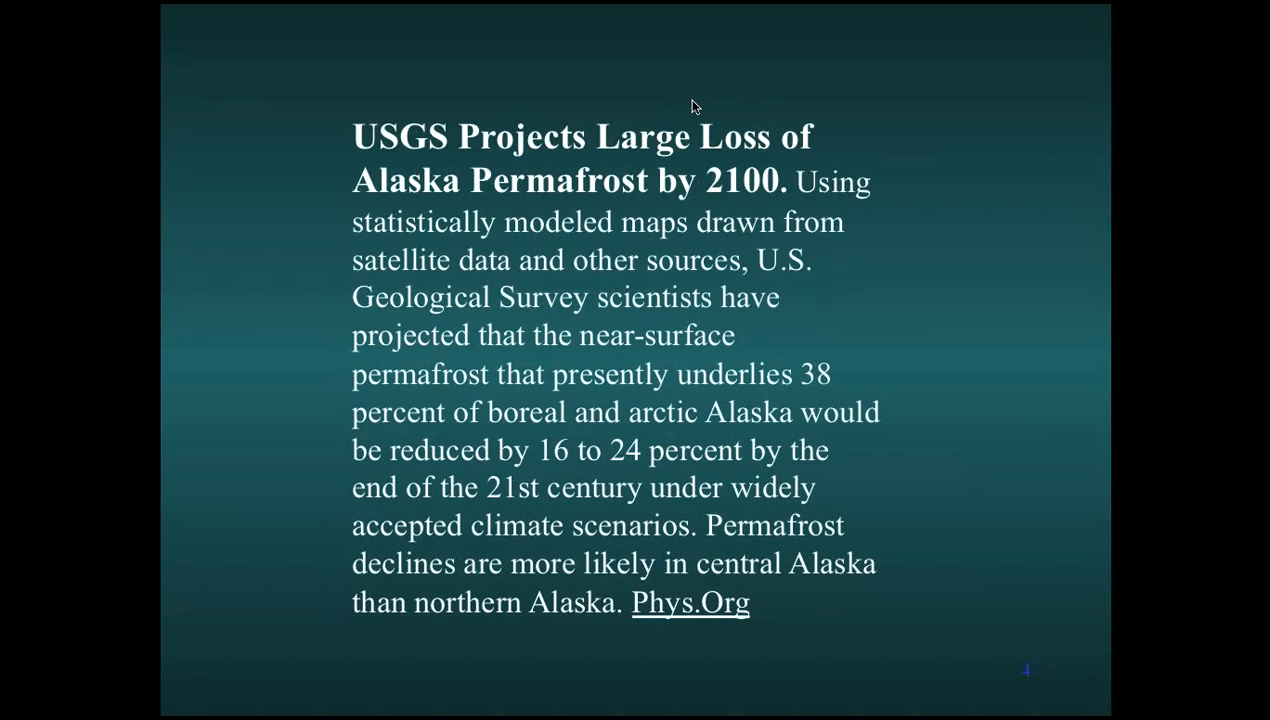 USGS Projects Large Loss of
Alaska Permafrost by 2100. Using
statistically modeled maps drawn from
satellite data and other sources, U.S.
Geological Survey scientists have
projected that the near-surface
permafrost that presently underlies 38
percent of boreal and arctic Alaska would
be reduced by 16 to 24 percent by the
end of the 21st century under widely
accepted climate scenarios. Permafrost
declines are more likely in central Alaska
than northern Alaska. Phys.Org
4